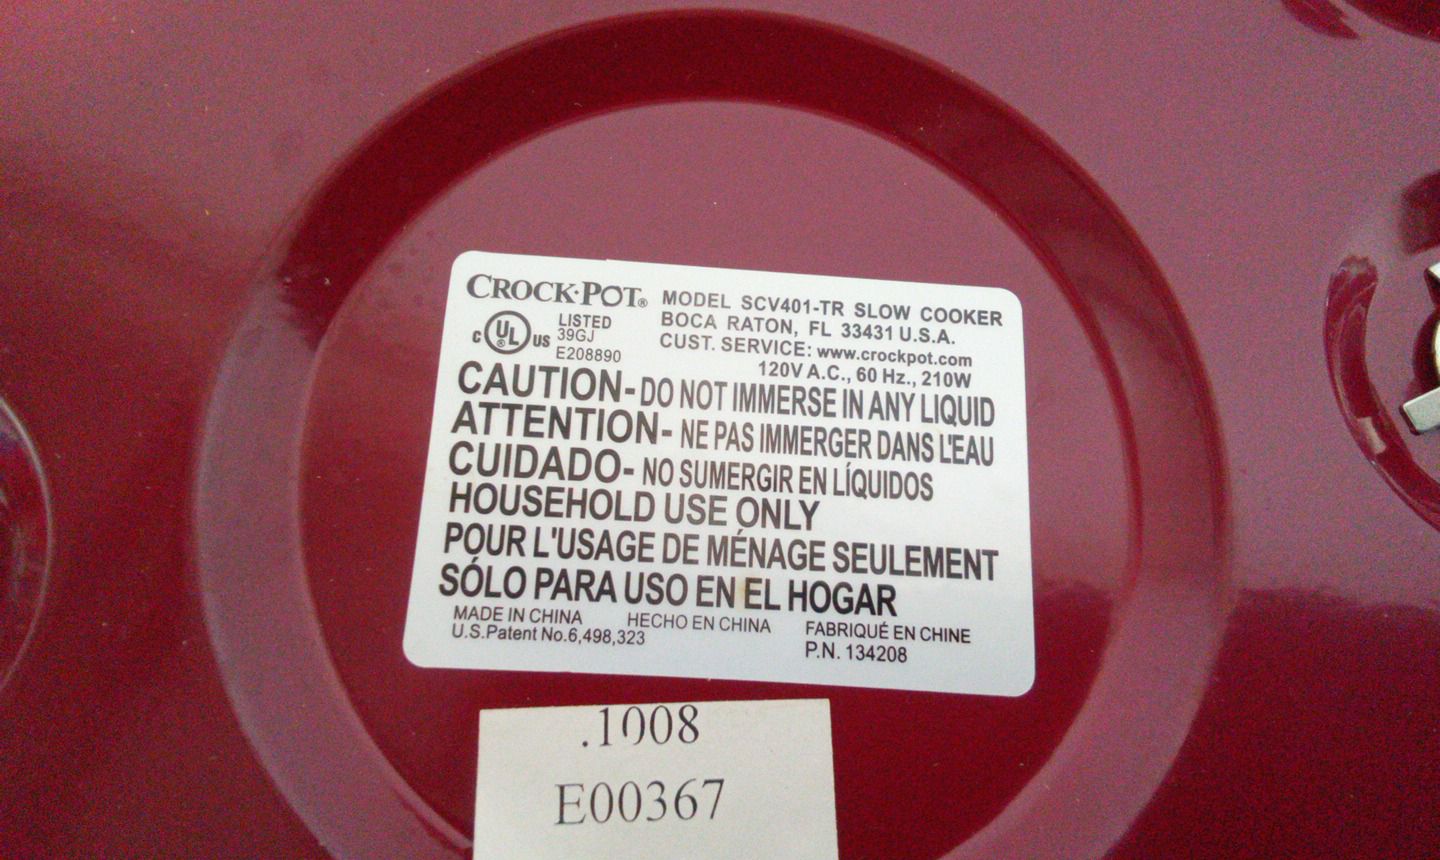 CROCK·POT®
MODEL SCV401-TR SLOW COOKER
BOCA RATON, FL 33431 U.S.A.
CUST. SERVICE: www.crockpot.com
120V A.C., 60 Hz., 210W
C UL® US
LISTED
39GJ
E208890
CAUTION- DO NOT IMMERSE IN ANY LIQUID
ATTENTION- NE PAS IMMERGER DANS L'EAU
CUIDADO- NO SUMERGIR EN LÍQUIDOS
HOUSEHOLD USE ONLY
POUR L'USAGE DE MÉNAGE SEULEMENT
SÓLO PARA USO EN EL HOGAR
MADE IN CHINA HECHO EN CHINA FABRIQUÉ EN CHINE
U.S.Patent No.6,498,323 P.N. 134208
.1008
E00367